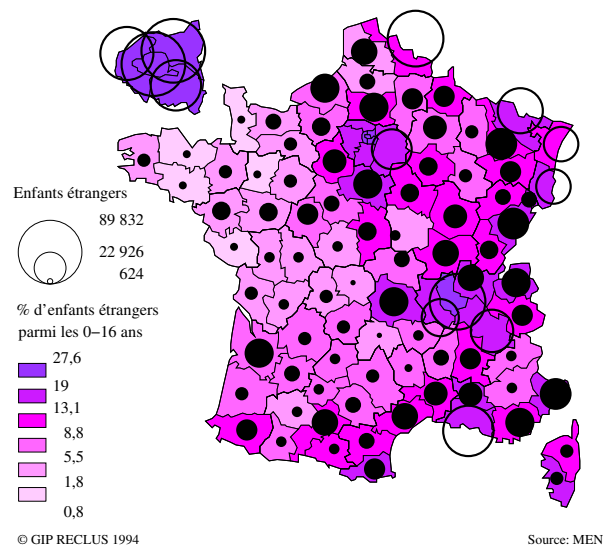 Enfants étrangers
89 832
22 926
624
% d’enfants étrangers
parmi les 0−16 ans
27,6
19
13,1
8,8
5,5
1,8
0,8
© GIP RECLUS 1994
Source: MEN